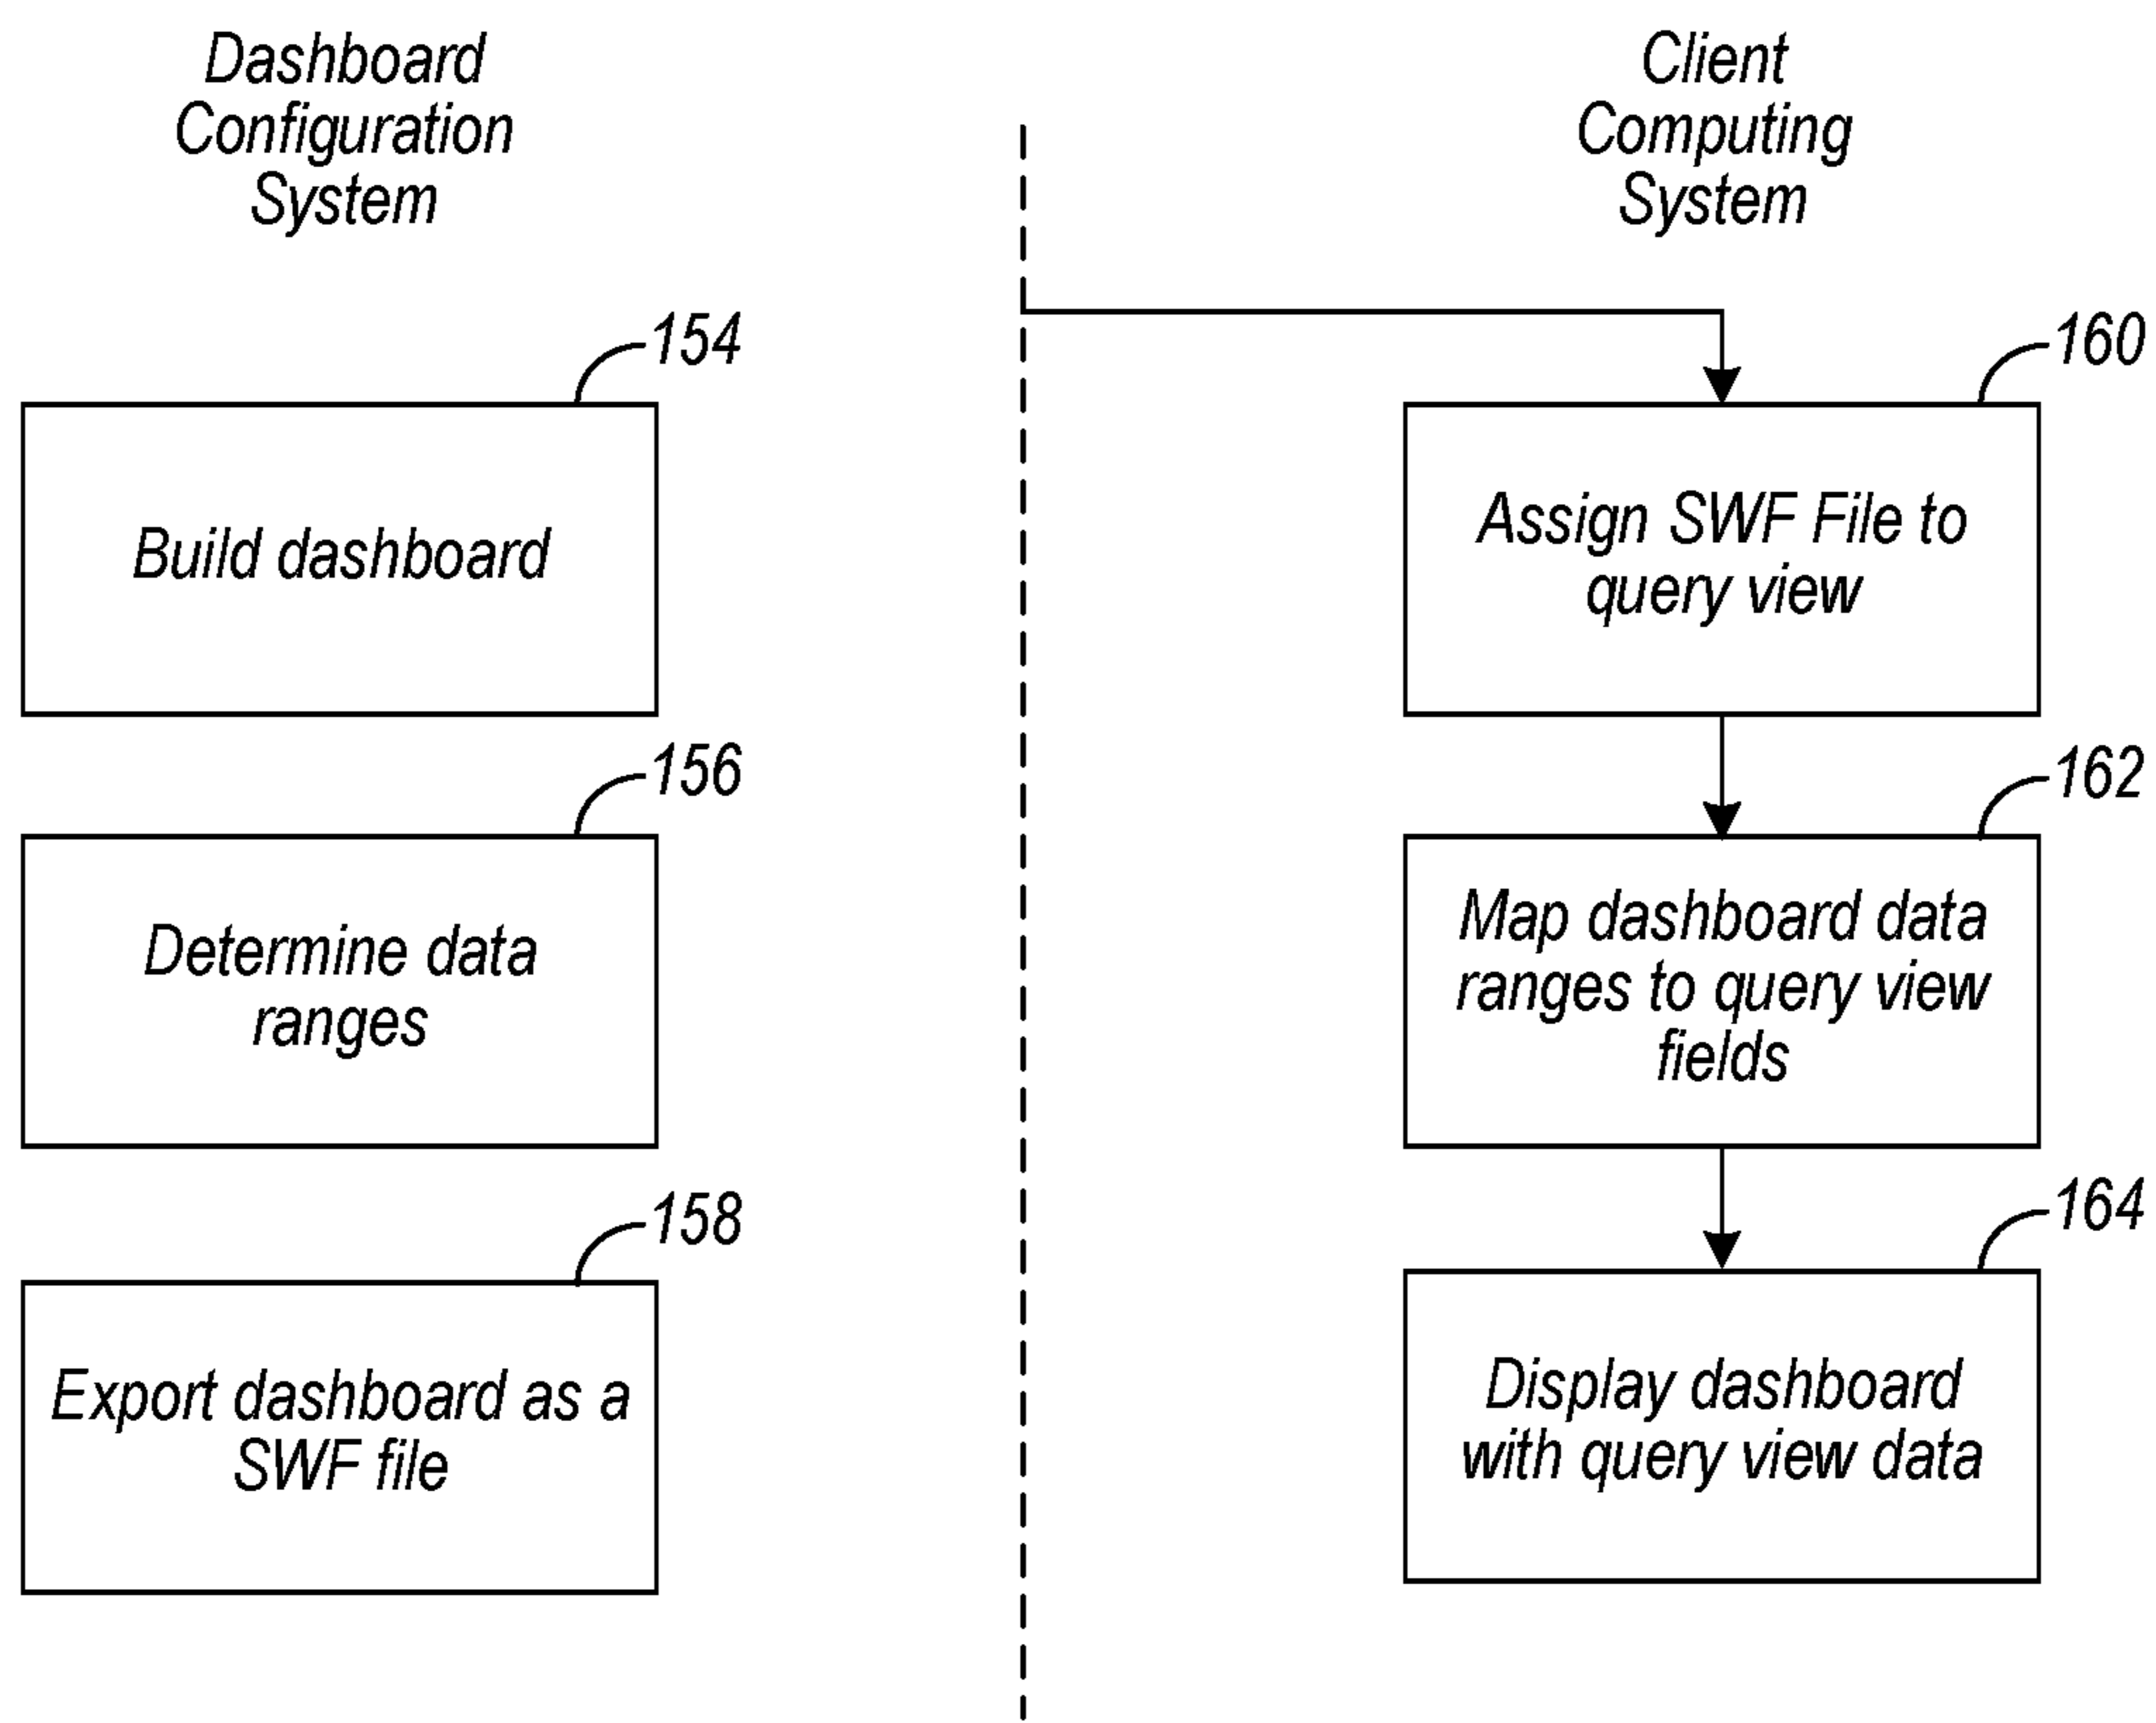 Dashboard
Configuration
System
154
Build dashboard
156
Determine data
ranges
158
Export dashboard as a
SWF file
Client
Computing
System
160
Assign SWF File to
query view
162
Map dashboard data
ranges to query view
fields
164
Display dashboard
with query view data